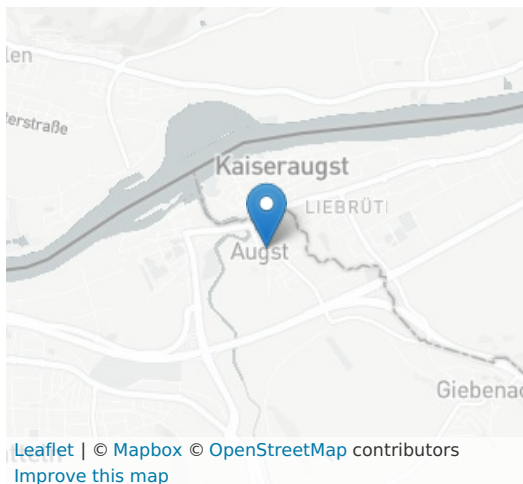 len
erstraße
Kaiseraugst
LIEBRÜTI
Augst
Giebenac
Leaflet | © Mapbox © OpenStreetMap contributors
Improve this map